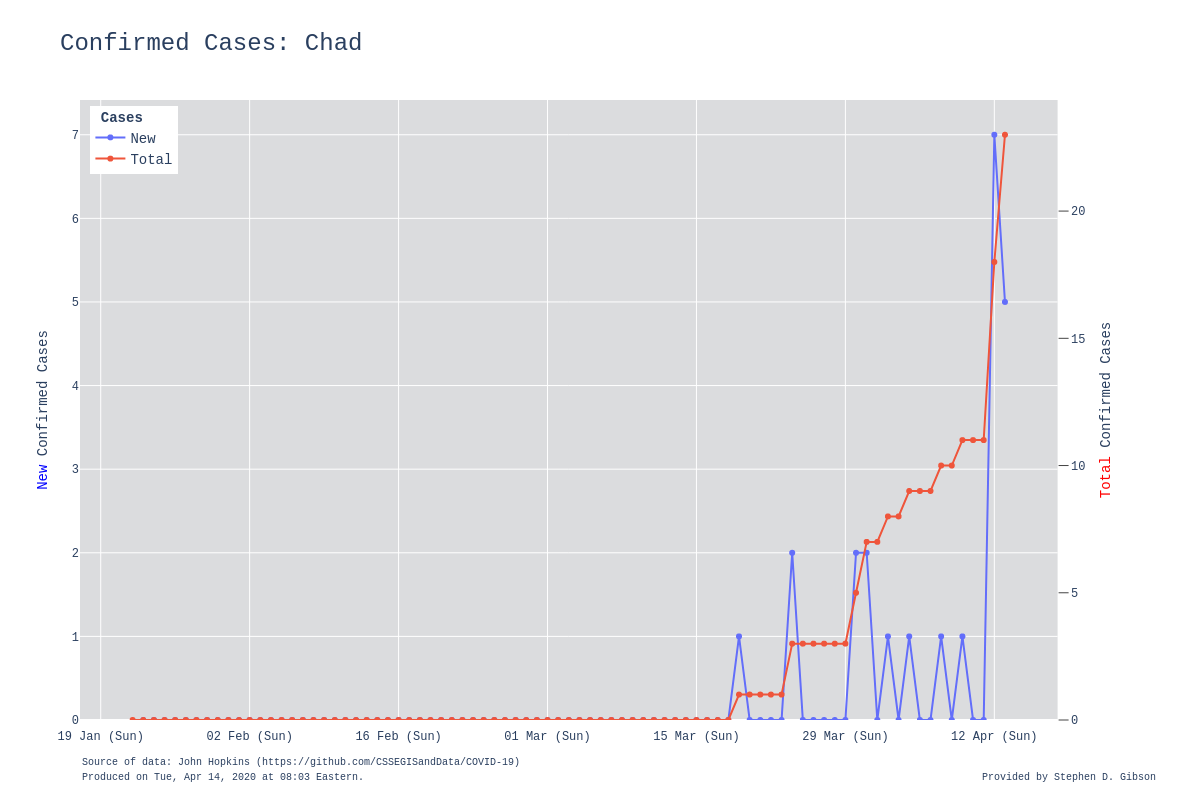 Confirmed Cases: Chad
Cases
New
Total
7
6
5
4
3
2
1
0
New Confirmed Cases
20
15
10
5
0
Total Confirmed Cases
19 Jan (Sun) 02 Feb (Sun) 16 Feb (Sun) 01 Mar (Sun) 15 Mar (Sun) 29 Mar (Sun) 12 Apr (Sun)
Source of data: John Hopkins (https://github.com/CSSEGISandData/COVID-19)
Produced on Tue, Apr 14, 2020 at 08:03 Eastern.
Provided by Stephen D. Gibson